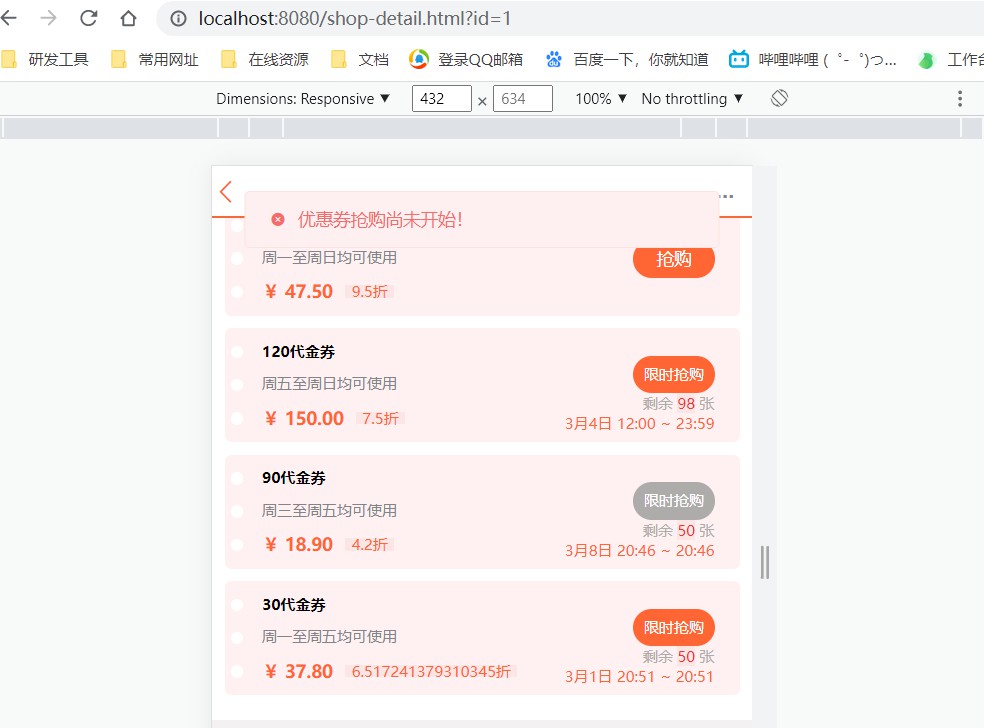 localhost:8080/shop-detail.html?id=1
研发工具 常用网址 在线资源 文档 登录QQ邮箱 百度一下，你就知道 哔哩哔哩 (゜-゜)つ... 工作台
Dimensions: Responsive ▼ 432 × 634 100% ▼ No throttling ▼
优惠券抢购尚未开始!
周一至周日均可使用
抢购
¥ 47.50 9.5折
120代金券
限时抢购
周五至周日均可使用
剩余 98 张
¥ 150.00 7.5折
3月4日 12:00 ~ 23:59
90代金券
限时抢购
周三至周五均可使用
剩余 50 张
¥ 18.90 4.2折
3月8日 20:46 ~ 20:46
30代金券
限时抢购
周一至周五均可使用
剩余 50 张
¥ 37.80 6.517241379310345折
3月1日 20:51 ~ 20:51